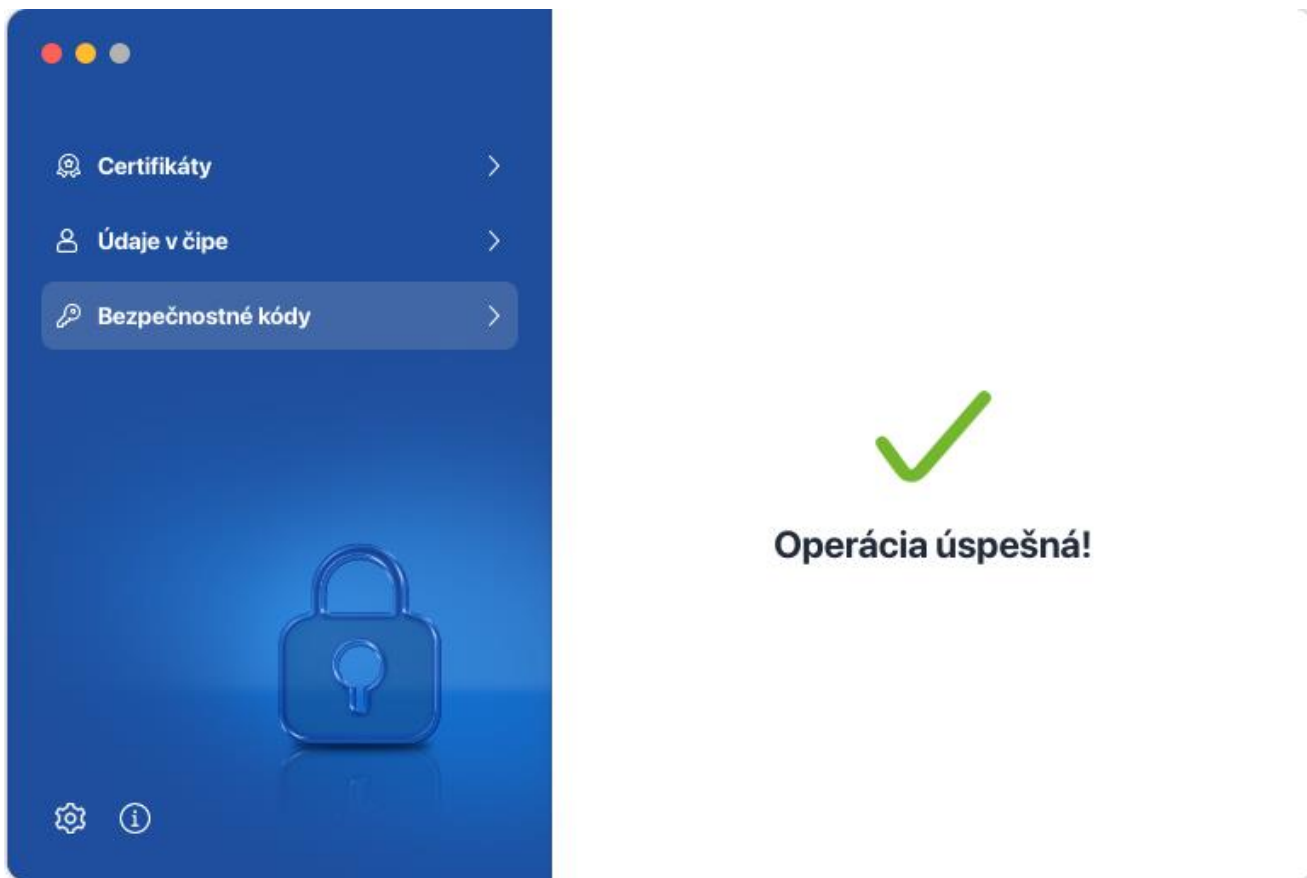 Certifikáty
Údaje v čipe
Bezpečnostné kódy
Operácia úspešná!